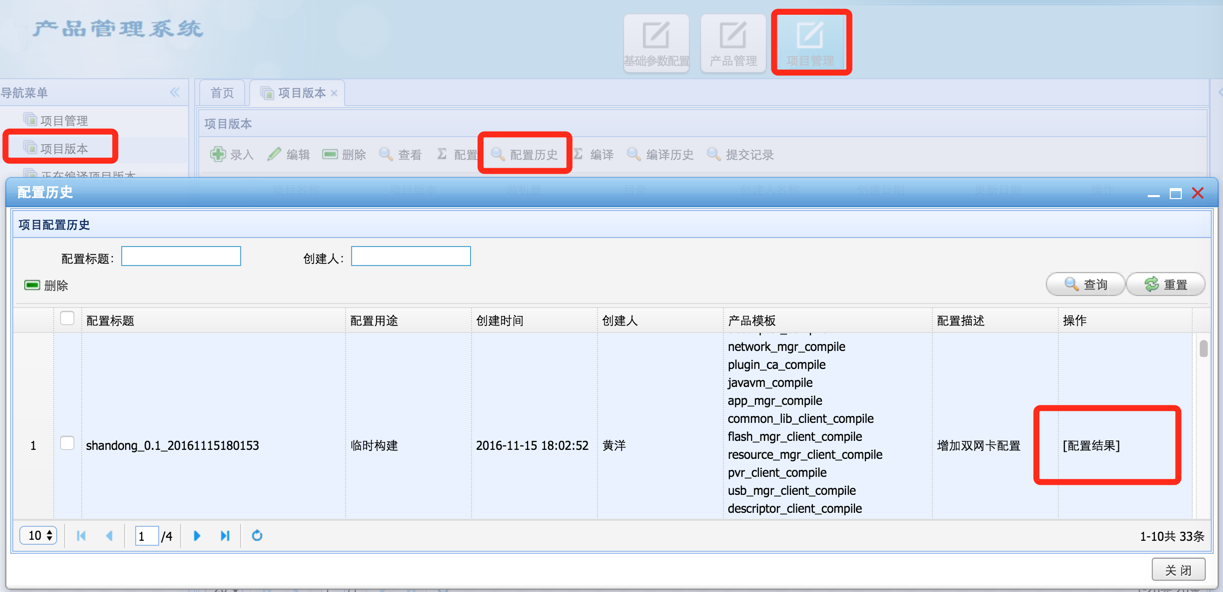 产品管理系统
基础参数配置 产品管理 项目管理
导航菜单 首页 项目版本
项目管理 项目版本
项目版本 录入 编辑 删除 查看 配置 配置历史 编译 编译历史 提交记录
正在编译项目版本
配置历史
项目配置历史
配置标题： 创建人：
删除 查询 重置
配置标题 配置用途 创建时间 创建人 产品模板 配置描述 操作
network_mgr_compile
plugin_ca_compile
javavm_compile
app_mgr_compile
common_lib_client_compile
flash_mgr_client_compile
1 shandong_0.1_20161115180153 临时构建 2016-11-15 18:02:52 黄洋 增加双网卡配置 [配置结果]
resource_mgr_client_compile
pvr_client_compile
usb_mgr_client_compile
descriptor_client_compile
10 1 /4 1-10共 33条
关 闭